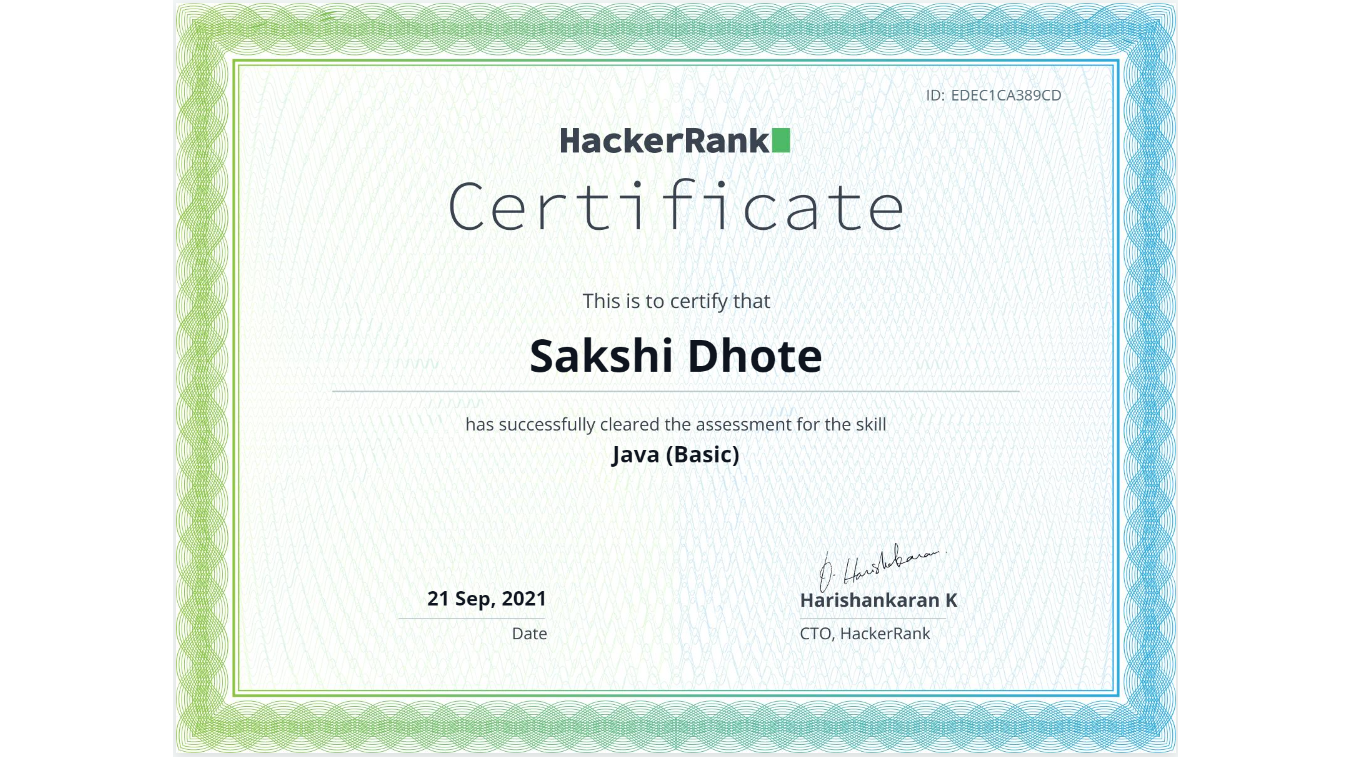 ID: EDEC1CA389CD
HackerRank
Certificate
This is to certify that
Sakshi Dhote
has successfully cleared the assessment for the skill
Java (Basic)
O. Harishankaran
21 Sep, 2021
Harishankaran K
Date
CTO, HackerRank